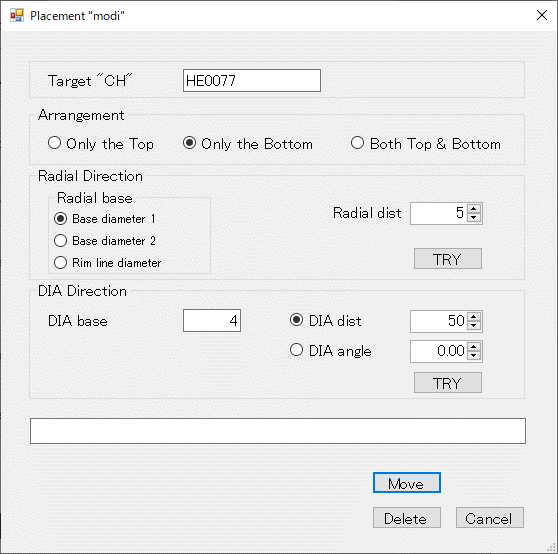 Placement "modi"
Target "CH" HE0077
Arrangement
Only the Top Only the Bottom Both Top & Bottom
Radial Direction
Radial base
Base diameter 1
Radial dist 5
Base diameter 2
Rim line diameter
TRY
DIA Direction
DIA base 4 DIA dist 50
DIA angle 0.00
TRY
Move
Delete Cancel